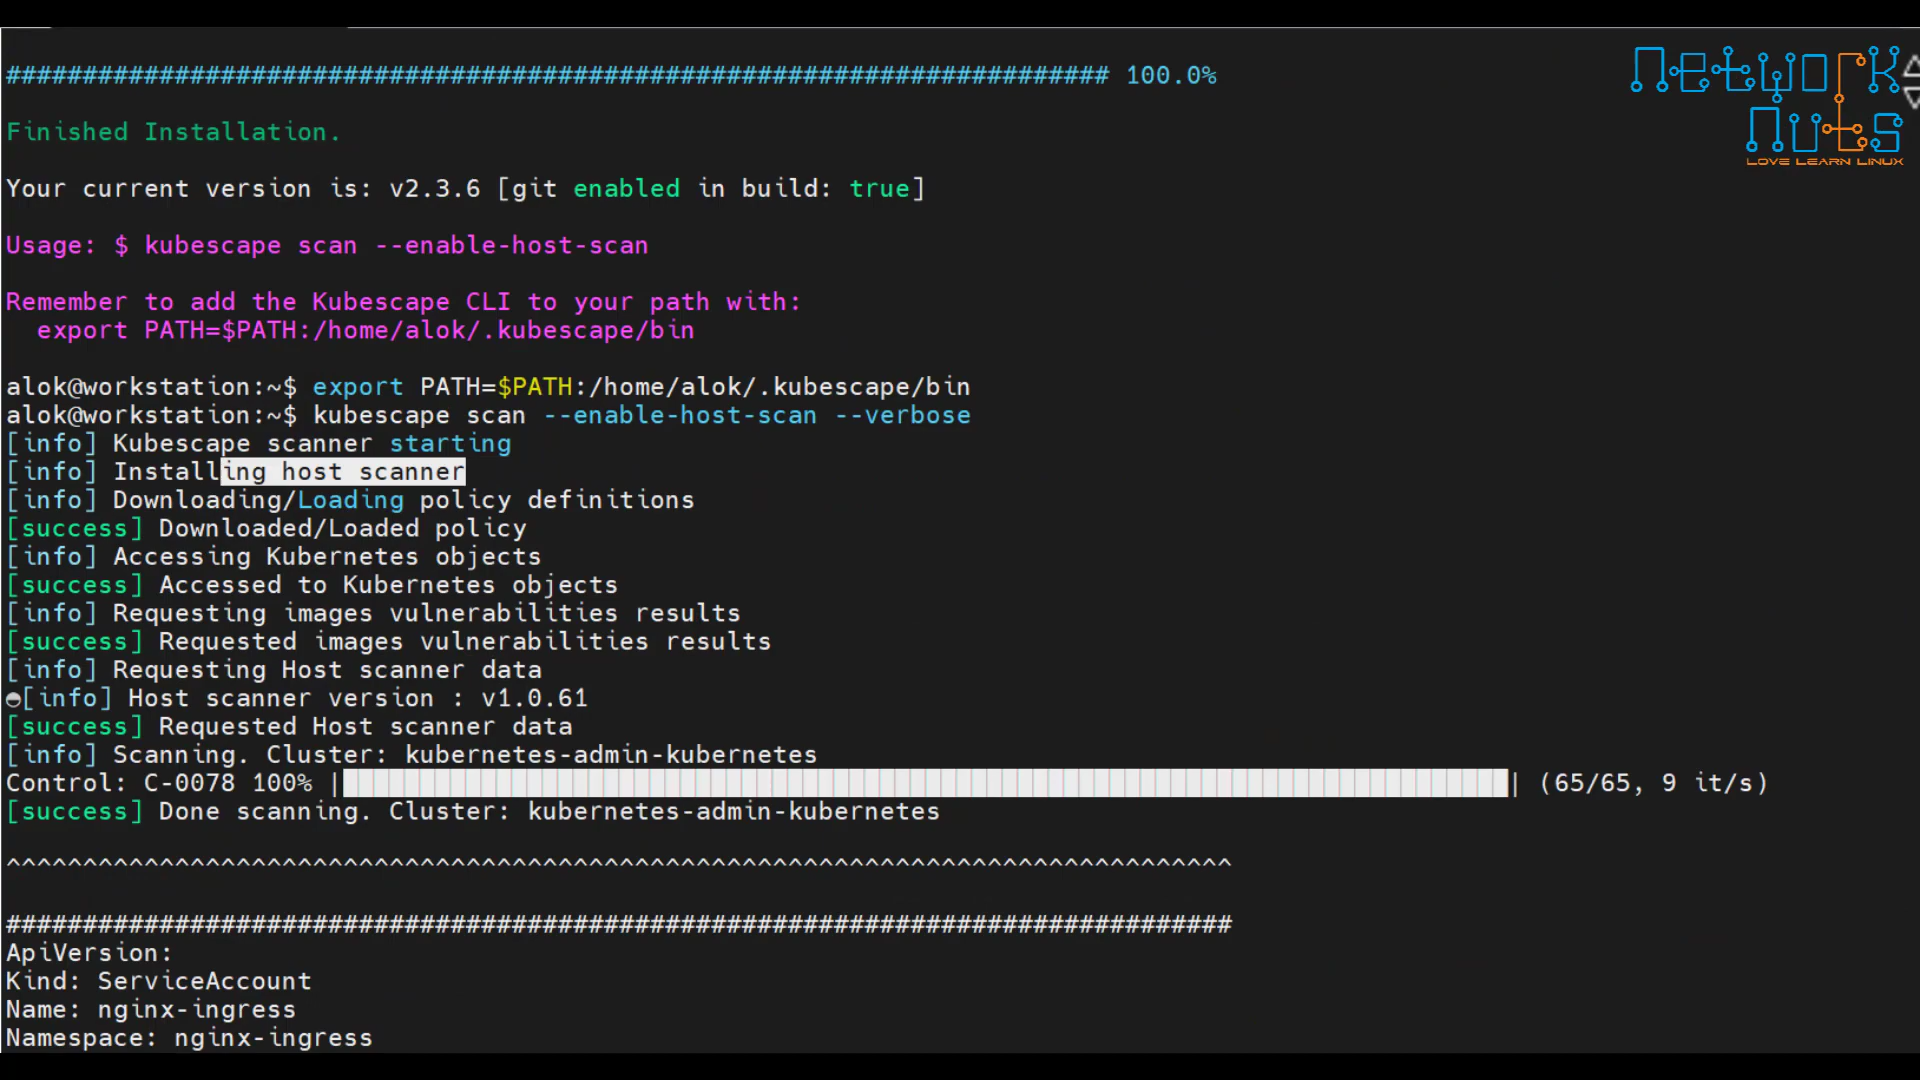 ######################################################################## 100.0%
Network
Nuts
LOVE LEARN LINUX
Finished Installation.
Your current version is: v2.3.6 [git enabled in build: true]
Usage: $ kubescape scan --enable-host-scan
Remember to add the Kubescape CLI to your path with:
export PATH=$PATH:/home/alok/.kubescape/bin
alok@workstation:~$ export PATH=$PATH:/home/alok/.kubescape/bin
alok@workstation:~$ kubescape scan --enable-host-scan --verbose
[info] Kubescape scanner starting
[info] Installing host scanner
[info] Downloading/Loading policy definitions
[success] Downloaded/Loaded policy
[info] Accessing Kubernetes objects
[success] Accessed to Kubernetes objects
[info] Requesting images vulnerabilities results
[success] Requested images vulnerabilities results
[info] Requesting Host scanner data
◓[info] Host scanner version : v1.0.61
[success] Requested Host scanner data
[info] Scanning. Cluster: kubernetes-admin-kubernetes
Control: C-0078 100% |████████████████████████████████████████████████████████████████████████████| (65/65, 9 it/s)
[success] Done scanning. Cluster: kubernetes-admin-kubernetes
^^^^^^^^^^^^^^^^^^^^^^^^^^^^^^^^^^^^^^^^^^^^^^^^^^^^^^^^^^^^^^^^^^^^^^^^^^^^^^^^
################################################################################
ApiVersion:
Kind: ServiceAccount
Name: nginx-ingress
Namespace: nginx-ingress